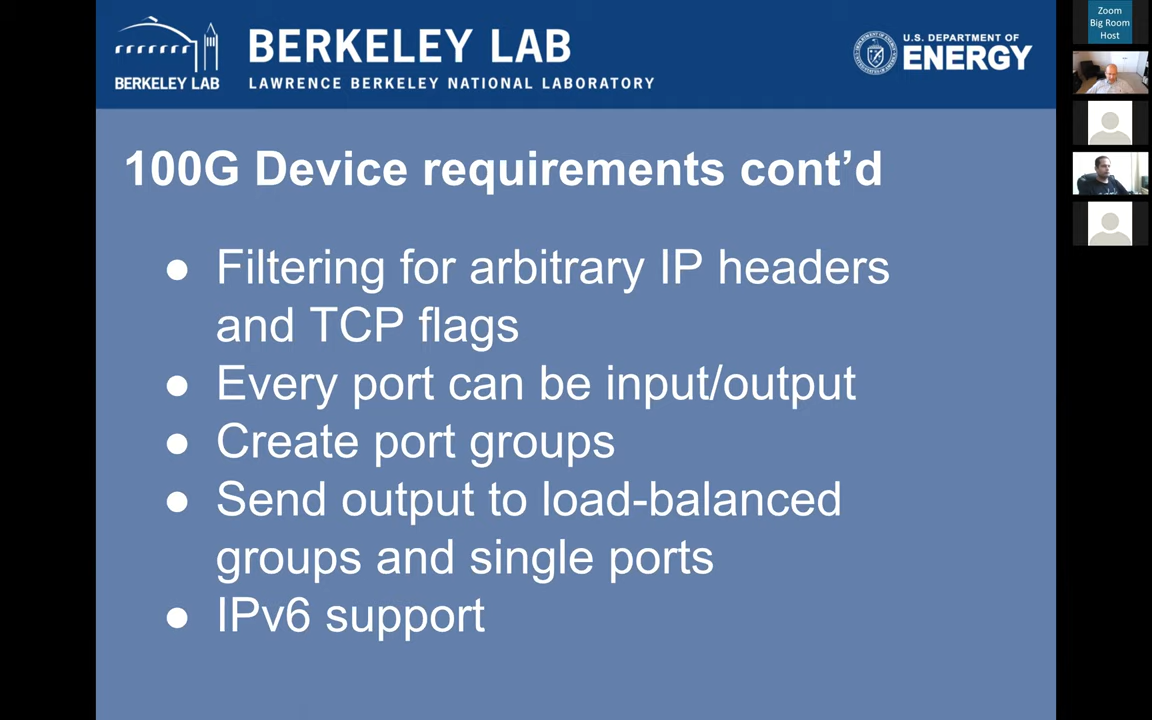 BERKELEY LAB
BERKELEY LAB
LAWRENCE BERKELEY NATIONAL LABORATORY
U.S. DEPARTMENT OF
ENERGY
Zoom
Big Room
Host
100G Device requirements cont’d
● Filtering for arbitrary IP headers
and TCP flags
● Every port can be input/output
● Create port groups
● Send output to load-balanced
groups and single ports
● IPv6 support